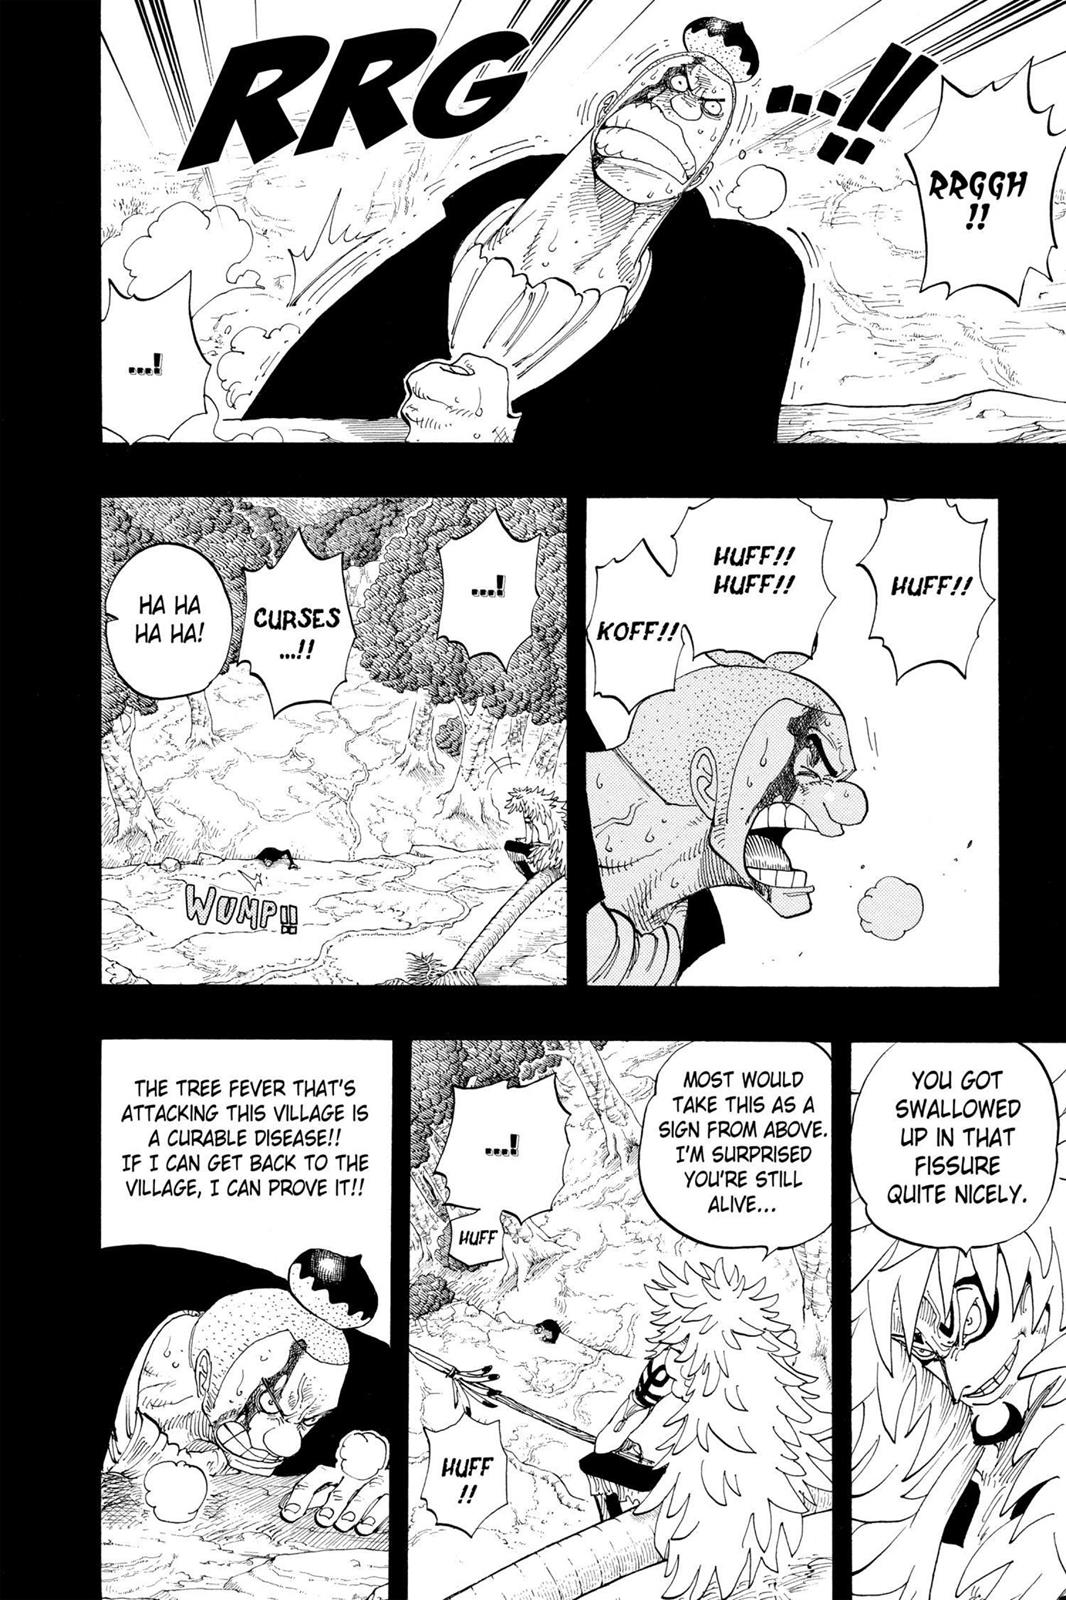 RRGGH
!!
...!!
RRG
...!
HUFF!!
HUFF!!
HUFF!!
KOFF!!
...!
CURSES
...!!
HA HA
HA HA!
WUMP!!
YOU GOT
SWALLOWED
UP IN THAT
FISSURE
QUITE NICELY.
MOST WOULD
TAKE THIS AS A
SIGN FROM ABOVE.
I'M SURPRISED
YOU'RE STILL
ALIVE...
...!
HUFF
HUFF
!!
THE TREE FEVER THAT'S
ATTACKING THIS VILLAGE IS
A CURABLE DISEASE!!
IF I CAN GET BACK TO THE
VILLAGE, I CAN PROVE IT!!